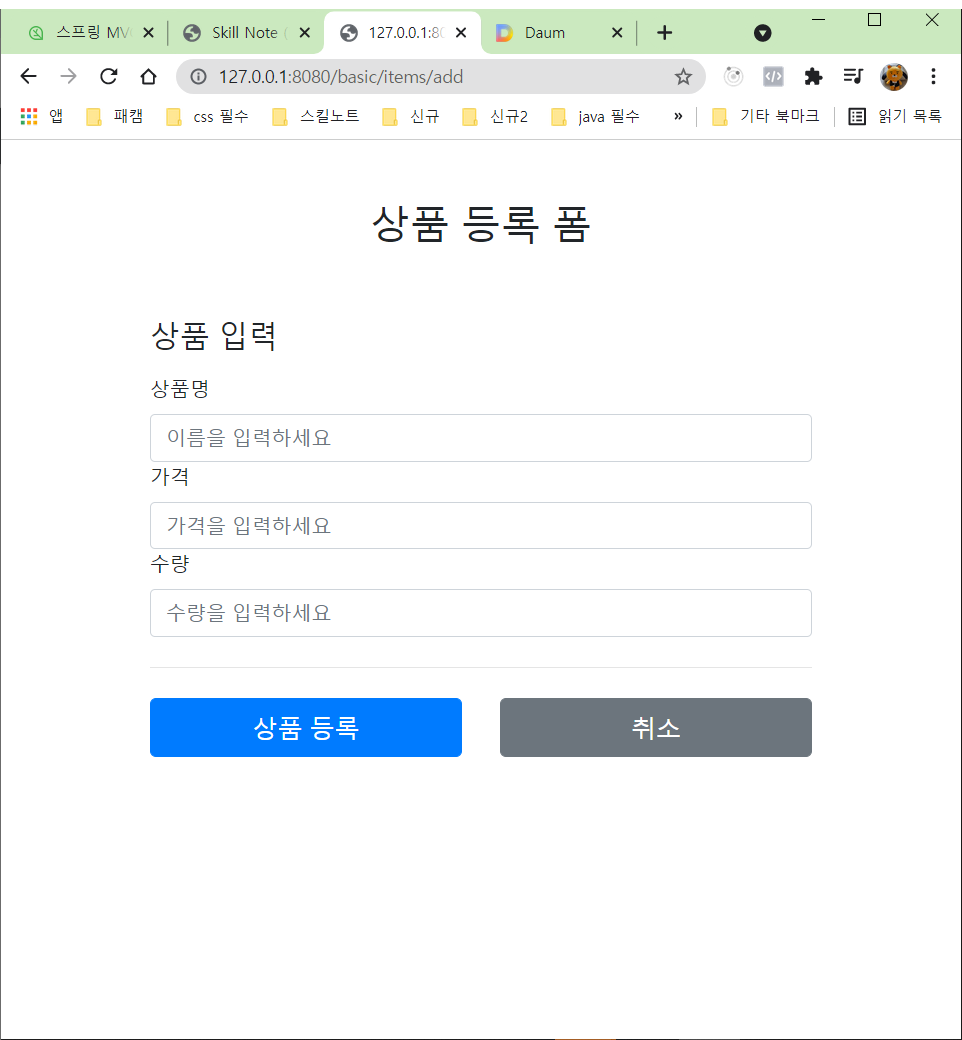 스프링 MV
Skill Note (
127.0.0.1:80
Daum
127.0.0.1:8080/basic/items/add
앱 패캠 css 필수 스킬노트 신규 신규2 java 필수 » 기타 북마크 읽기 목록
상품 등록 폼
상품 입력
상품명
이름을 입력하세요
가격
가격을 입력하세요
수량
수량을 입력하세요
상품 등록 취소